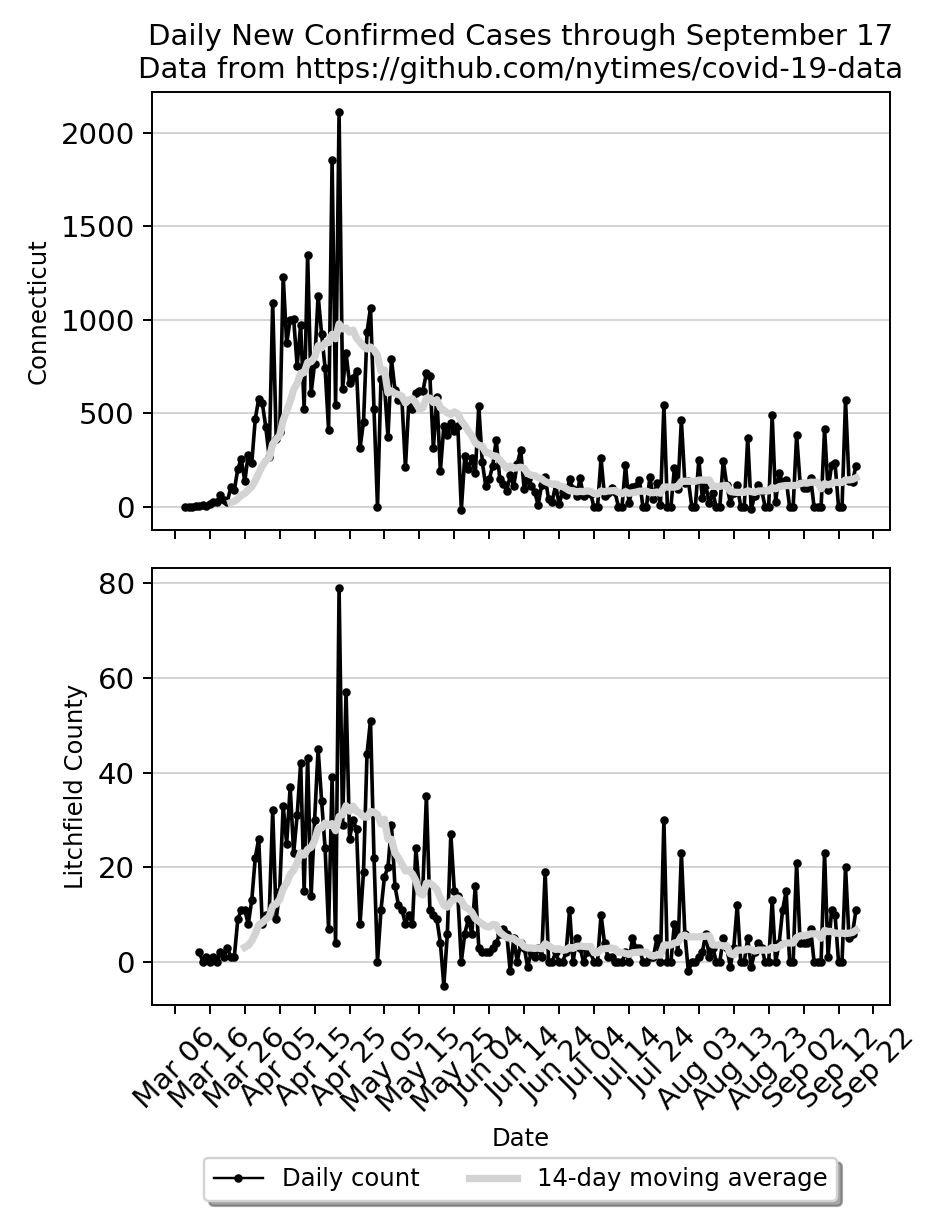 Daily New Confirmed Cases through September 17
Data from https://github.com/nytimes/covid-19-data
2000
1500
1000
500
0
Connecticut
80
60
40
20
0
Litchfield County
Mar 06
Mar 16
Mar 26
Apr 05
Apr 15
Apr 25
May 05
May 15
May 25
Jun 04
Jun 14
Jun 24
Jul 04
Jul 14
Jul 24
Aug 03
Aug 13
Aug 23
Sep 02
Sep 12
Sep 22
Date
Daily count
14-day moving average